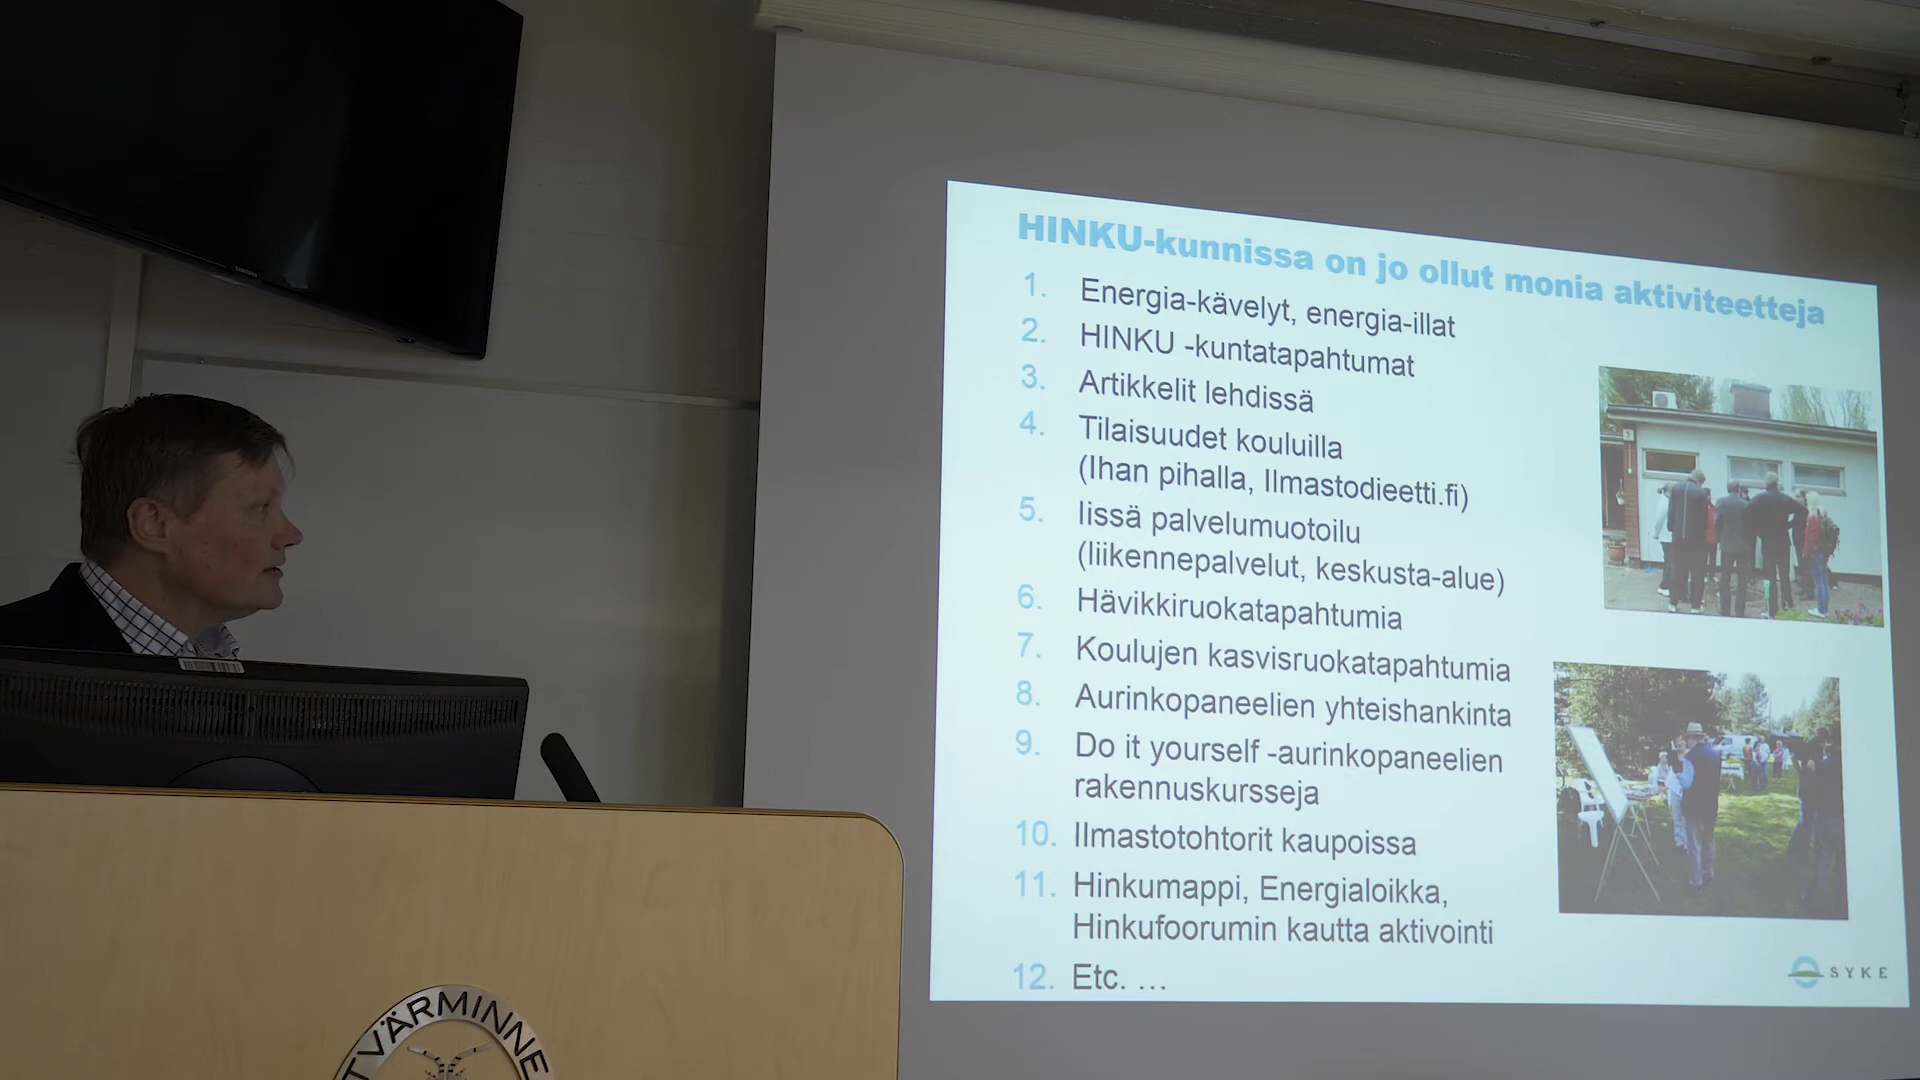 SAMSUNG
HINKU-kunnissa on jo ollut monia aktiviteetteja
1. Energia-kävelyt, energia-illat
2. HINKU -kuntatapahtumat
3. Artikkelit lehdissä
4. Tilaisuudet kouluilla
(Ihan pihalla, Ilmastodieetti.fi)
5. Iissä palvelumuotoilu
(liikennepalvelut, keskusta-alue)
6. Hävikkiruokatapahtumia
7. Koulujen kasvisruokatapahtumia
8. Aurinkopaneelien yhteishankinta
9. Do it yourself -aurinkopaneelien
rakennuskursseja
10. Ilmastotohtorit kaupoissa
11. Hinkumappi, Energialoikka,
Hinkufoorumin kautta aktivointi
12. Etc. …
SYKE
TVÄRMINNE